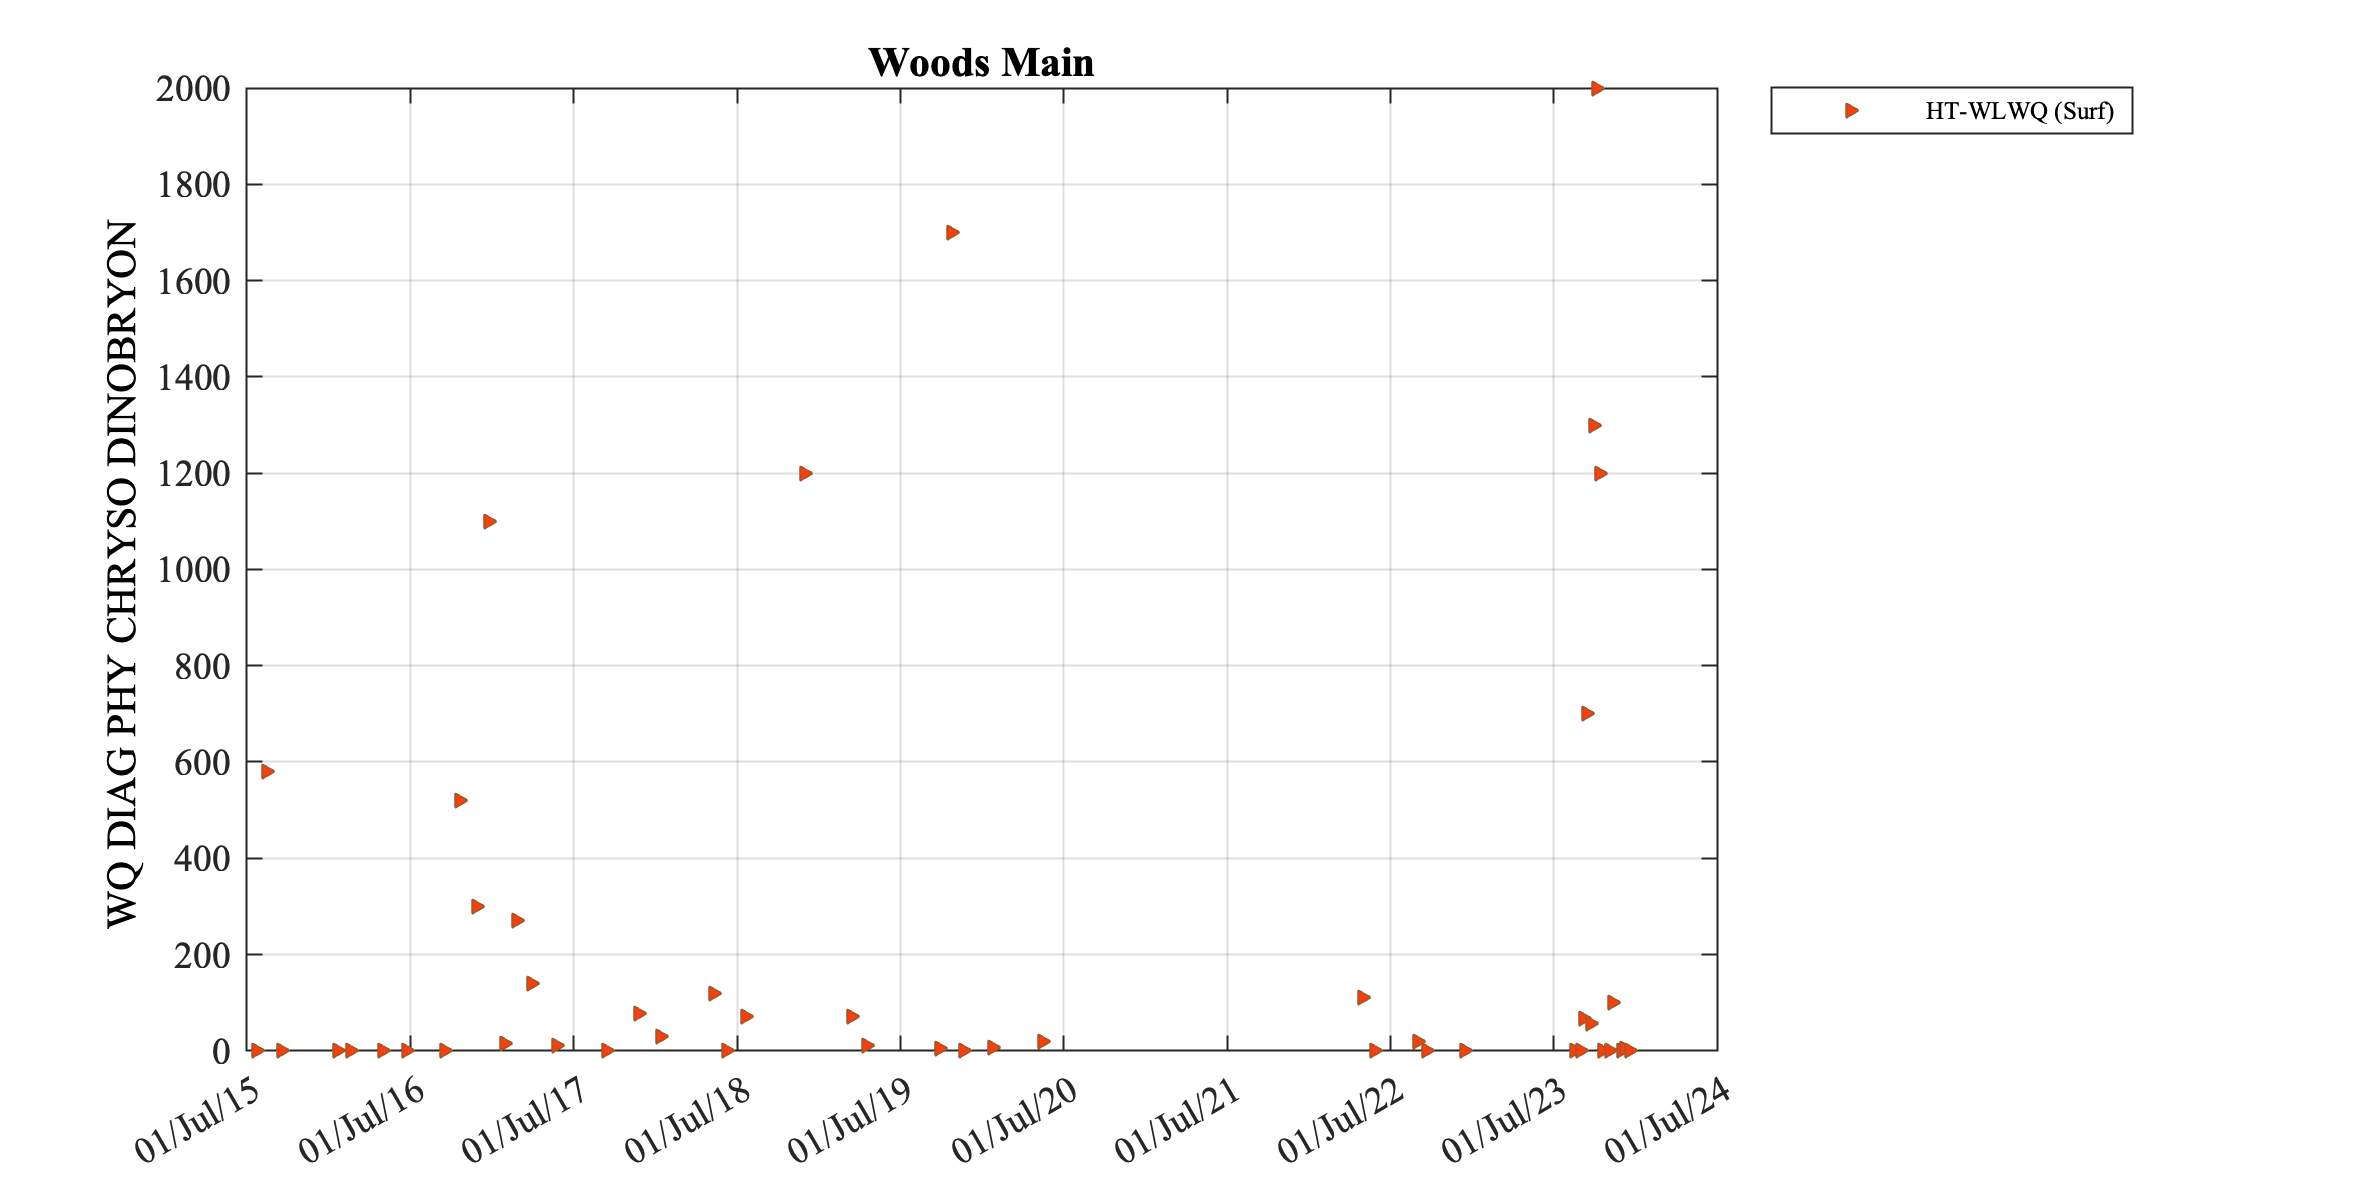 Woods Main
HT-WLWQ (Surf)
WQ DIAG PHY CHRYSO DINOBRYON
2000
1800
1600
1400
1200
1000
800
600
400
200
0
01/Jul/15
01/Jul/16
01/Jul/17
01/Jul/18
01/Jul/19
01/Jul/20
01/Jul/21
01/Jul/22
01/Jul/23
01/Jul/24